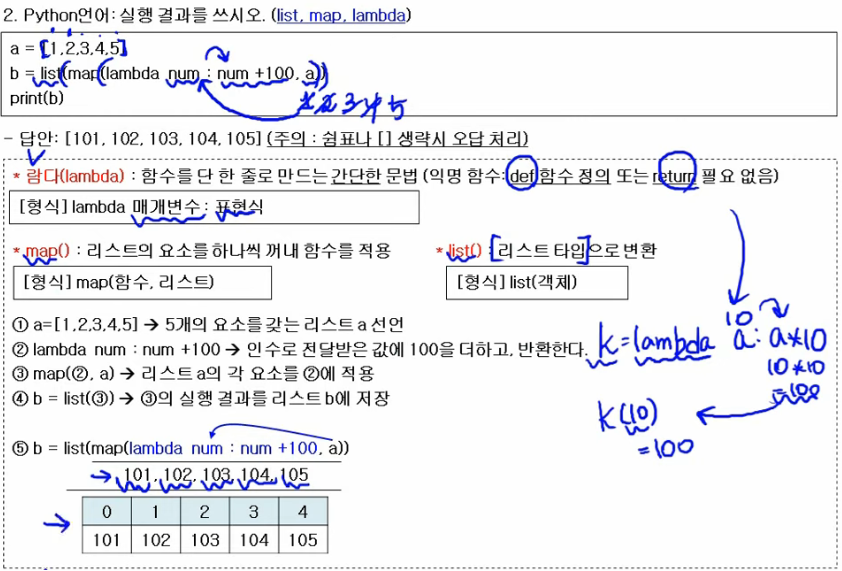 2. Python언어: 실행 결과를 쓰시오. (list, map, lambda)
a = [1,2,3,4,5]
b = list(map(lambda num : num +100, a))
print(b)
3 4 5
- 답안: [101, 102, 103, 104, 105] (주의 : 쉼표나 [] 생략시 오답 처리)
* 람다(lambda) : 함수를 단 한 줄로 만드는 간단한 문법 (익명 함수: def 함수 정의 또는 return 필요 없음)
[형식] lambda 매개변수 : 표현식
* map() : 리스트의 요소를 하나씩 꺼내 함수를 적용
* list() : 리스트 타입으로 변환
[형식] map(함수, 리스트)
[형식] list(객체)
① a=[1,2,3,4,5] → 5개의 요소를 갖는 리스트 a 선언
② lambda num : num +100 → 인수로 전달받은 값에 100을 더하고, 반환한다.
③ map(②, a) → 리스트 a의 각 요소를 ②에 적용
④ b = list(③) → ③의 실행 결과를 리스트 b에 저장
10
k = lambda a : a*10
10*10
=100
k(10)
=100
⑤ b = list(map(lambda num : num +100, a))
101, 102, 103, 104, 105
0 1 2 3 4
101 102 103 104 105